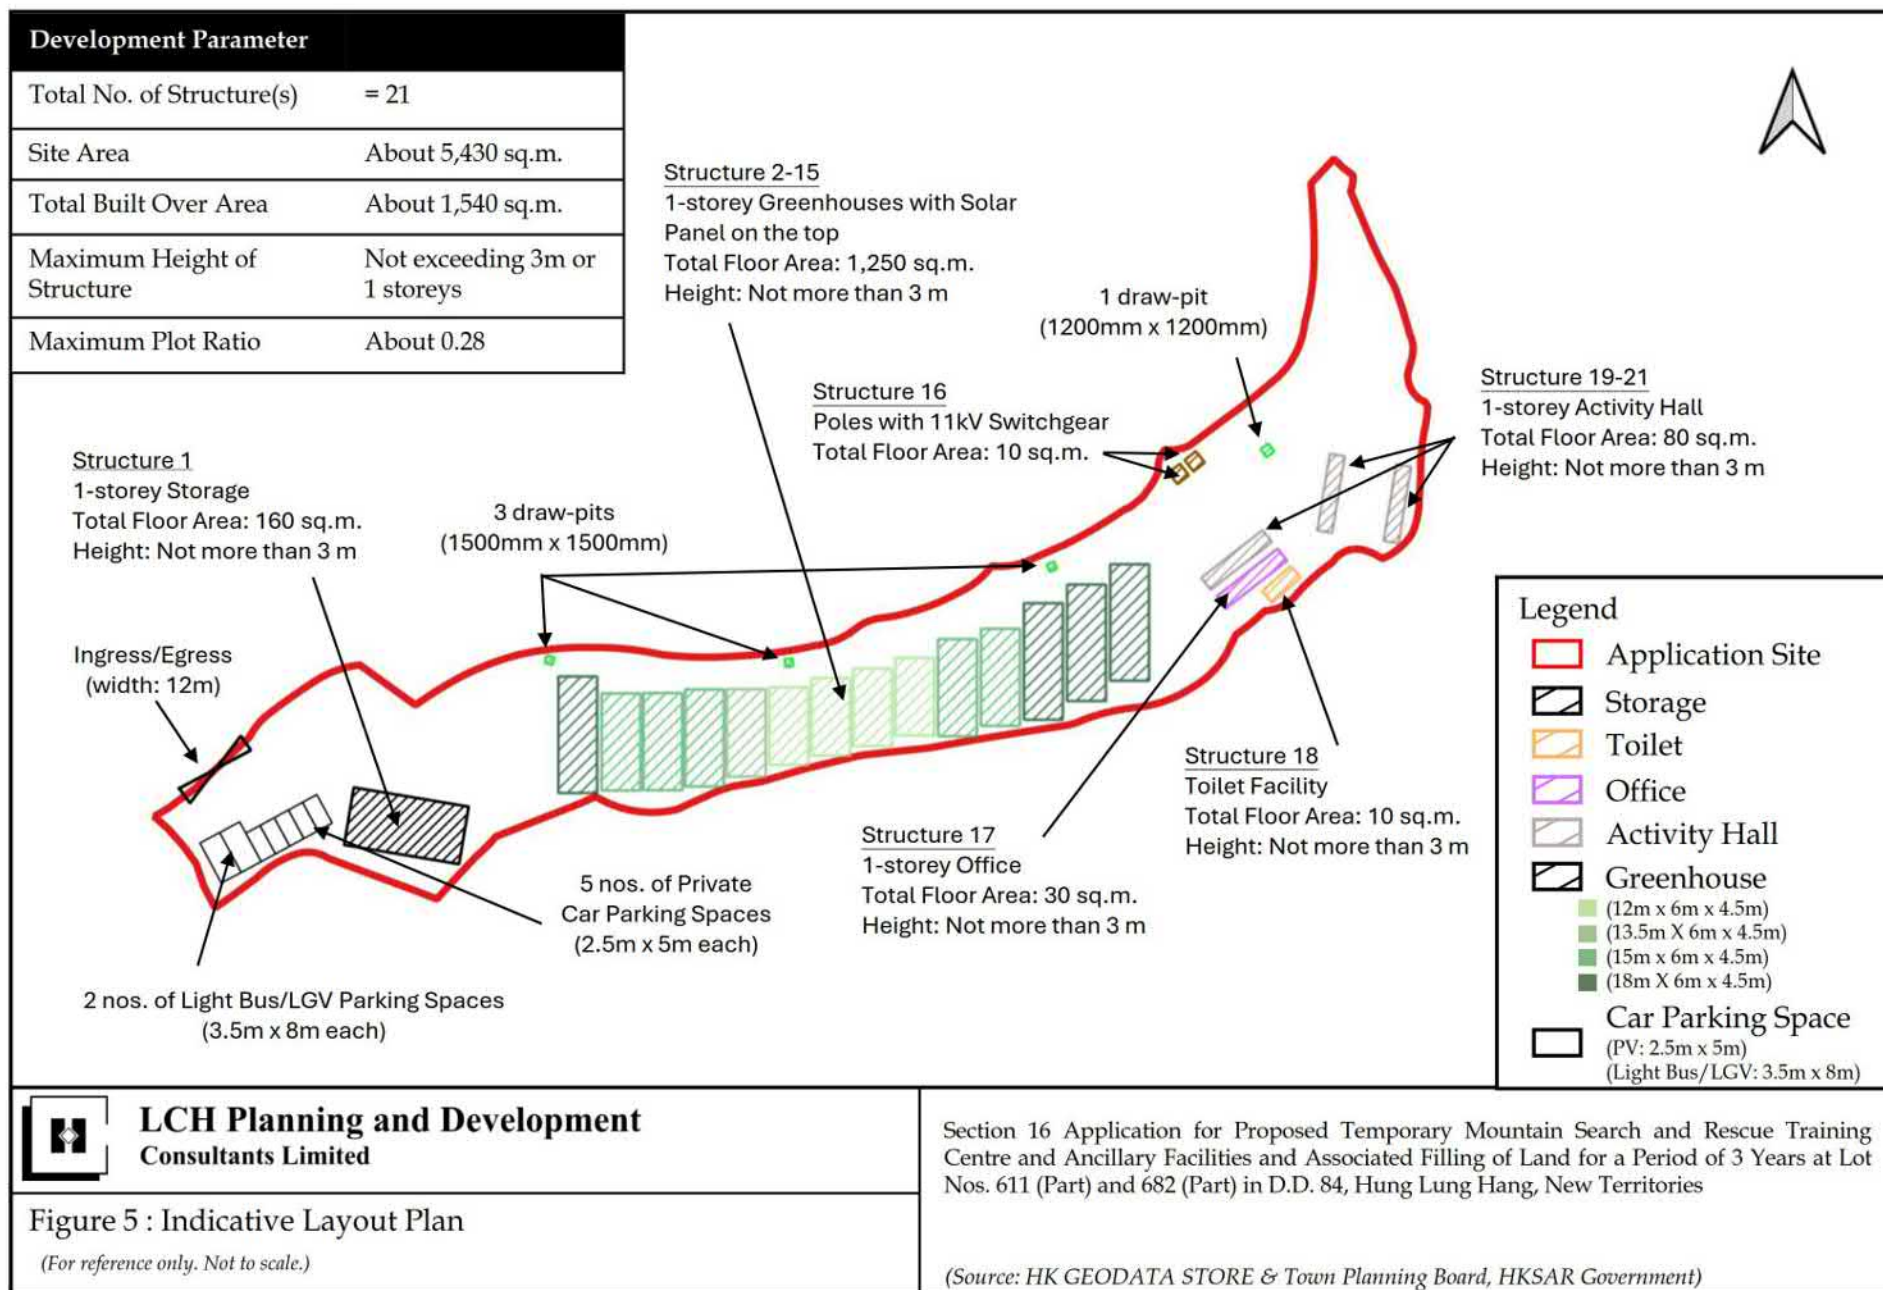 Development Parameter
Total No. of Structure(s) = 21
Site Area About 5,430 sq.m.
Total Built Over Area About 1,540 sq.m.
Maximum Height of Structure Not exceeding 3m or 1 storeys
Maximum Plot Ratio About 0.28
Structure 2-15
1-storey Greenhouses with Solar
Panel on the top
Total Floor Area: 1,250 sq.m.
Height: Not more than 3 m
1 draw-pit
(1200mm x 1200mm)
Structure 16
Poles with 11kV Switchgear
Total Floor Area: 10 sq.m.
Structure 19-21
1-storey Activity Hall
Total Floor Area: 80 sq.m.
Height: Not more than 3 m
Structure 1
1-storey Storage
Total Floor Area: 160 sq.m.
Height: Not more than 3 m
3 draw-pits
(1500mm x 1500mm)
Ingress/Egress
(width: 12m)
Structure 18
Toilet Facility
Total Floor Area: 10 sq.m.
Height: Not more than 3 m
Structure 17
1-storey Office
Total Floor Area: 30 sq.m.
Height: Not more than 3 m
5 nos. of Private
Car Parking Spaces
(2.5m x 5m each)
2 nos. of Light Bus/LGV Parking Spaces
(3.5m x 8m each)
Legend
Application Site
Storage
Toilet
Office
Activity Hall
Greenhouse
(12m x 6m x 4.5m)
(13.5m X 6m x 4.5m)
(15m x 6m x 4.5m)
(18m X 6m x 4.5m)
Car Parking Space
(PV: 2.5m x 5m)
(Light Bus/LGV: 3.5m x 8m)
LCH Planning and Development
Consultants Limited
Figure 5 : Indicative Layout Plan
(For reference only. Not to scale.)
Section 16 Application for Proposed Temporary Mountain Search and Rescue Training
Centre and Ancillary Facilities and Associated Filling of Land for a Period of 3 Years at Lot
Nos. 611 (Part) and 682 (Part) in D.D. 84, Hung Lung Hang, New Territories
(Source: HK GEODATA STORE & Town Planning Board, HKSAR Government)